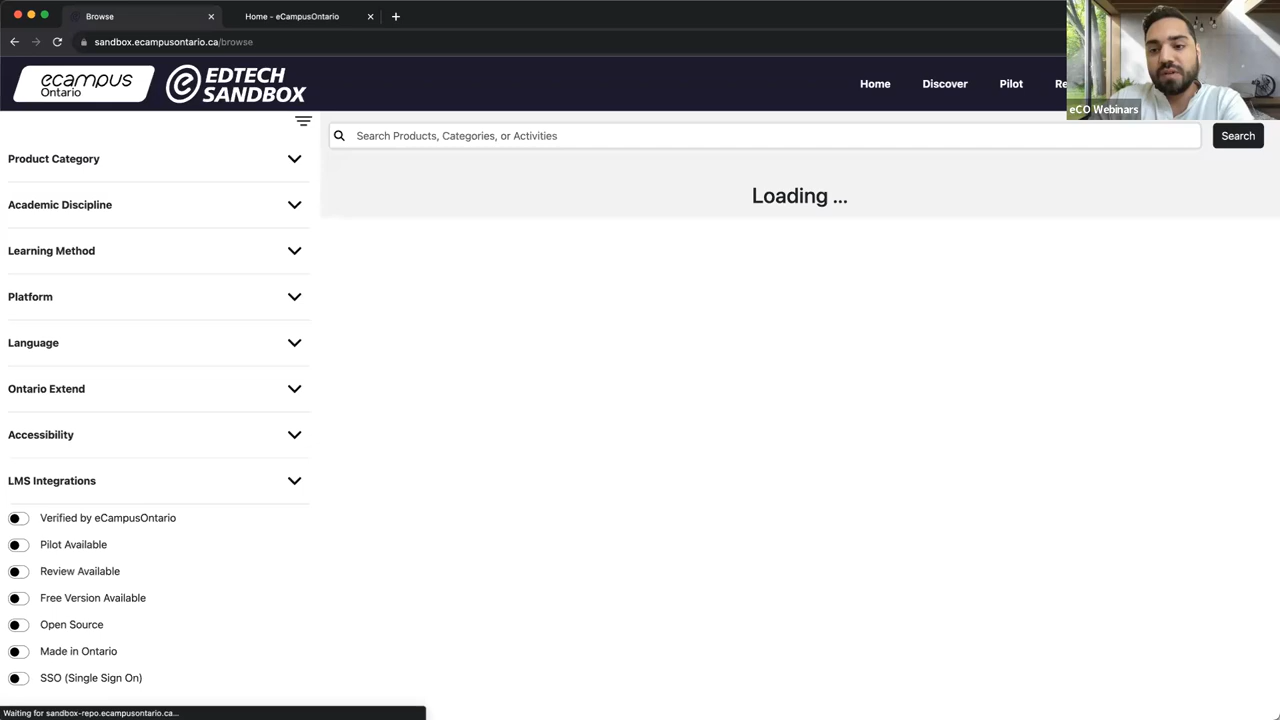 Browse
Home - eCampusOntario
sandbox.ecampusontario.ca/browse
ecampus
Ontario
EDTECH
SANDBOX
Home
Discover
Pilot
eCO Webinars
Search Products, Categories, or Activities
Search
Loading ...
Product Category
Academic Discipline
Learning Method
Platform
Language
Ontario Extend
Accessibility
LMS Integrations
Verified by eCampusOntario
Pilot Available
Review Available
Free Version Available
Open Source
Made in Ontario
SSO (Single Sign On)
Waiting for sandbox-repo.ecampusontario.ca...